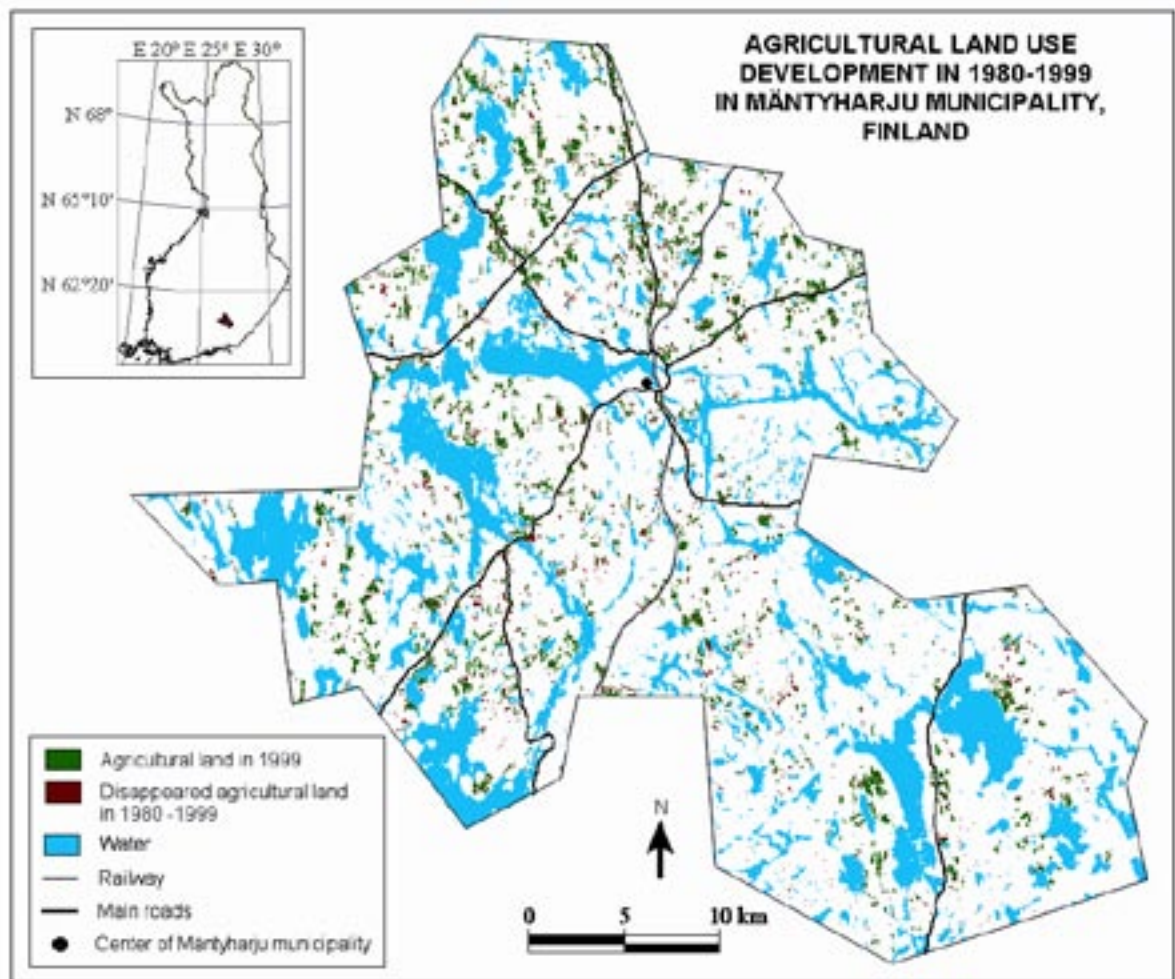 E 20° E 25° E 30°
N 68°
N 65°10'
N 62°20'
AGRICULTURAL LAND USE
DEVELOPMENT IN 1980-1999
IN MÄNTYHARJU MUNICIPALITY,
FINLAND
Agricultural land in 1999
Disappeared agricultural land
in 1980 -1999
Water
Railway
Main roads
Center of Mäntyharju municipality
N
0 5 10 km